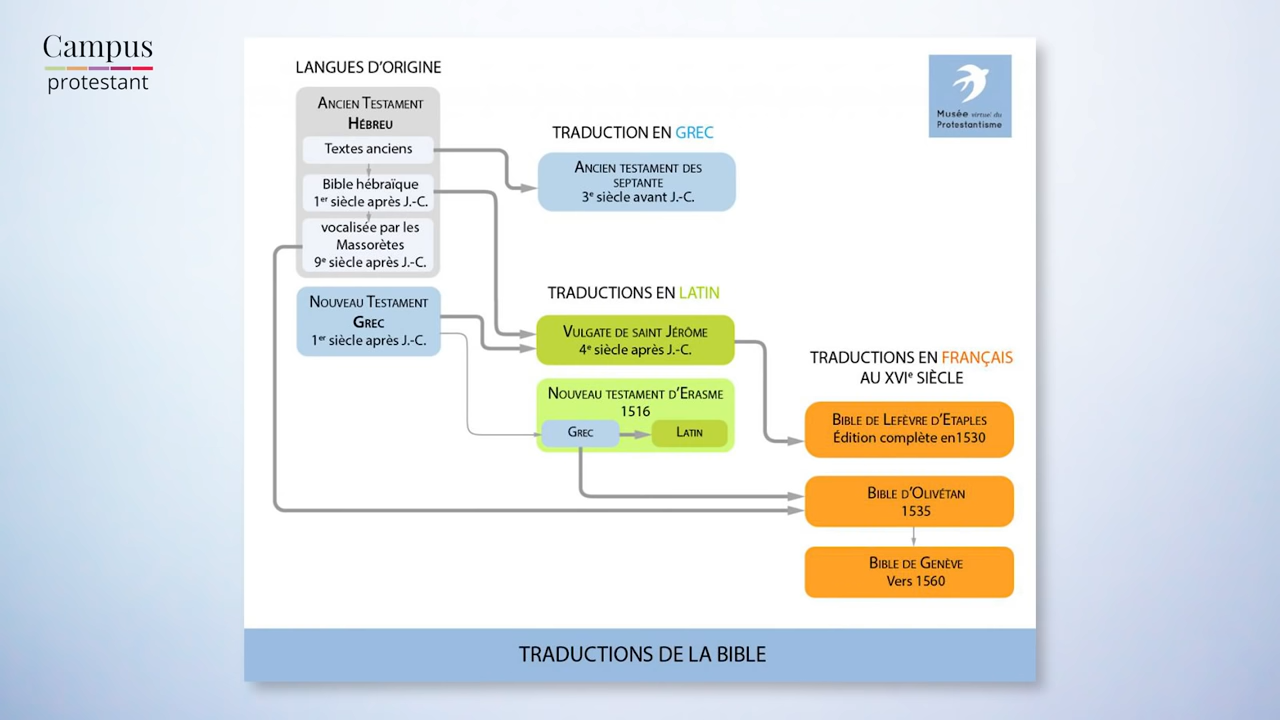 Campus
protestant
LANGUES D'ORIGINE
ANCIEN TESTAMENT
HÉBREU
Textes anciens
Bible hébraïque
1er siècle après J.-C.
vocalisée par les
Massorètes
9e siècle après J.-C.
NOUVEAU TESTAMENT
GREC
1er siècle après J.-C.
TRADUCTION EN GREC
ANCIEN TESTAMENT DES
SEPTANTE
3e siècle avant J.-C.
TRADUCTIONS EN LATIN
VULGATE DE SAINT JÉRÔME
4e siècle après J.-C.
NOUVEAU TESTAMENT D'ERASME
1516
GREC
LATIN
Musée virtuel du
Protestantisme
TRADUCTIONS EN FRANÇAIS
AU XVIe SIÈCLE
BIBLE DE LEFÈVRE D'ETAPLES
Édition complète en1530
BIBLE D'OLIVÉTAN
1535
BIBLE DE GENÈVE
Vers 1560
TRADUCTIONS DE LA BIBLE